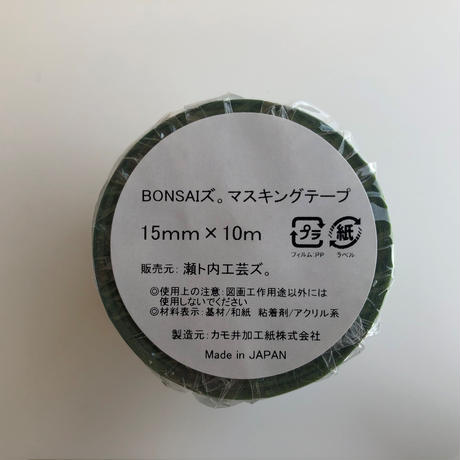 BONSAIズ。マスキングテープ
15mm×10m
プラ
フィルム:PP
紙
ラベル
販売元：瀬ト内工芸ズ。
◎使用上の注意：図画工作用途以外には
使用しないでください
◎材料表示：基材/和紙 粘着剤/アクリル系
製造元：カモ井加工紙株式会社
Made in JAPAN